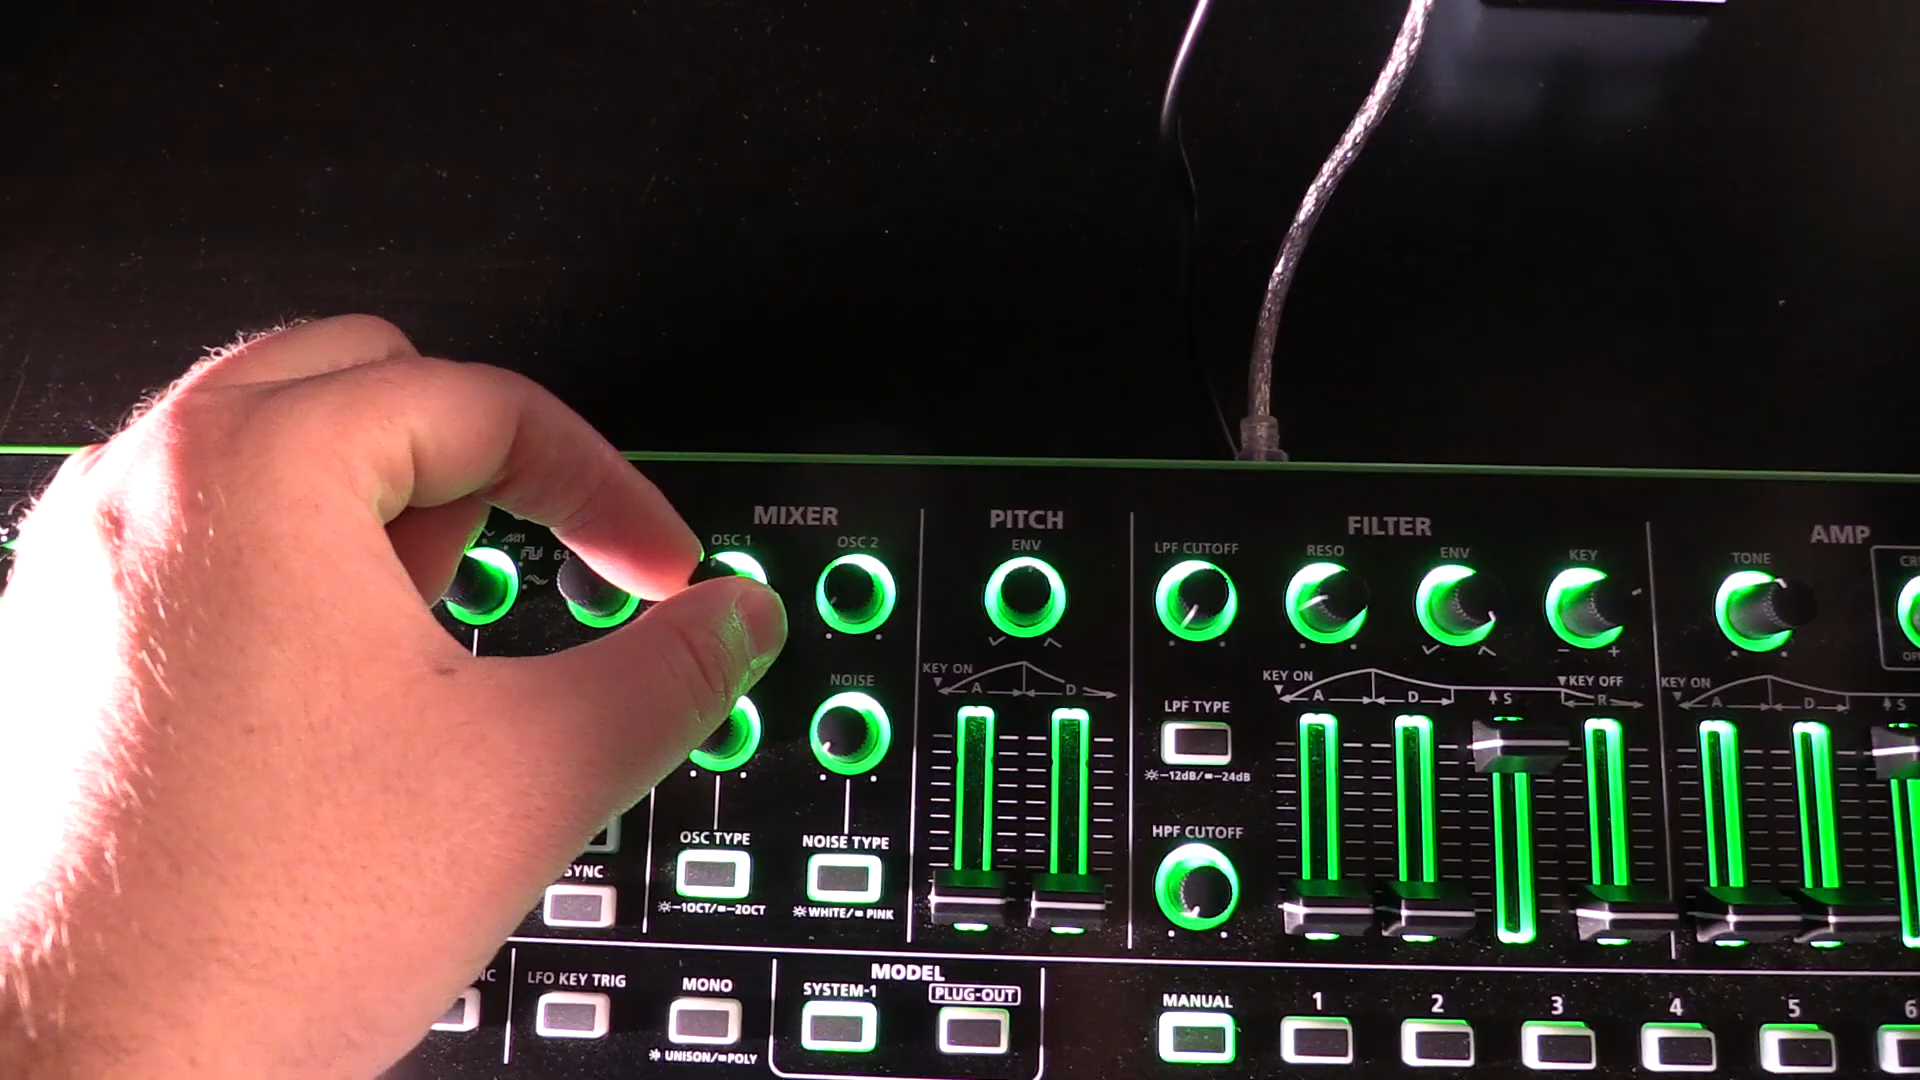 MIXER
PITCH
FILTER
AMP
OSC 1
OSC 2
ENV
LPF CUTOFF
RESO
ENV
KEY
TONE
64
- +
NOISE
KEY ON
A
D
LPF TYPE
-12dB/ -24dB
KEY ON
A
D
S
KEY OFF
R
KEY ON
A
D
S
HPF CUTOFF
OSC TYPE
-1OCT/ -2OCT
NOISE TYPE
WHITE/ PINK
SYNC
LFO KEY TRIG
MONO
UNISON/ POLY
MODEL
SYSTEM-1
PLUG-OUT
MANUAL
1
2
3
4
5
6